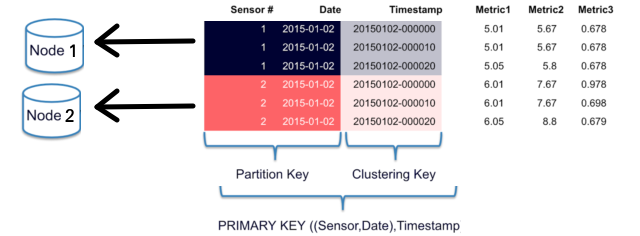 Sensor # Date Timestamp Metric1 Metric2 Metric3
1 2015-01-02 20150102-000000 5.01 5.67 0.678
Node 1
1 2015-01-02 20150102-000010 5.01 5.67 0.678
1 2015-01-02 20150102-000020 5.05 5.8 0.678
2 2015-01-02 20150102-000000 6.01 7.67 0.978
2 2015-01-02 20150102-000010 6.01 7.67 0.698
Node 2
2 2015-01-02 20150102-000020 6.05 8.8 0.679
Partition Key Clustering Key
PRIMARY KEY ((Sensor,Date),Timestamp